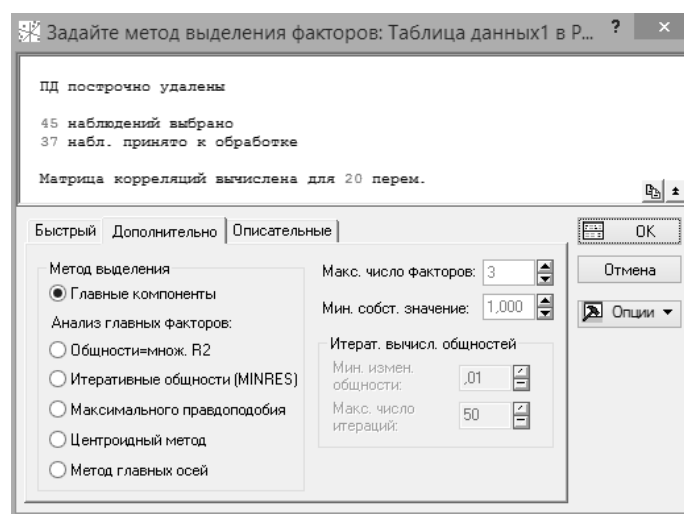 Задайте метод выделения факторов: Таблица данных1 в Р... ? ×
ПД построчно удалены
45 наблюдений выбрано
37 набл. принято к обработке
Матрица корреляций вычислена для 20 перем.
Быстрый Дополнительно Описательные
ОК
Отмена
Опции
Метод выделения
Главные компоненты
Анализ главных факторов:
Общности=множ. R2
Итеративные общности (MINRES)
Максимального правдоподобия
Центроидный метод
Метод главных осей
Макс. число факторов: 3
Мин. собст. значение: 1,000
Итерат. вычисл. общностей
Мин. измен.
общности: ,01
Макс. число
итераций: 50